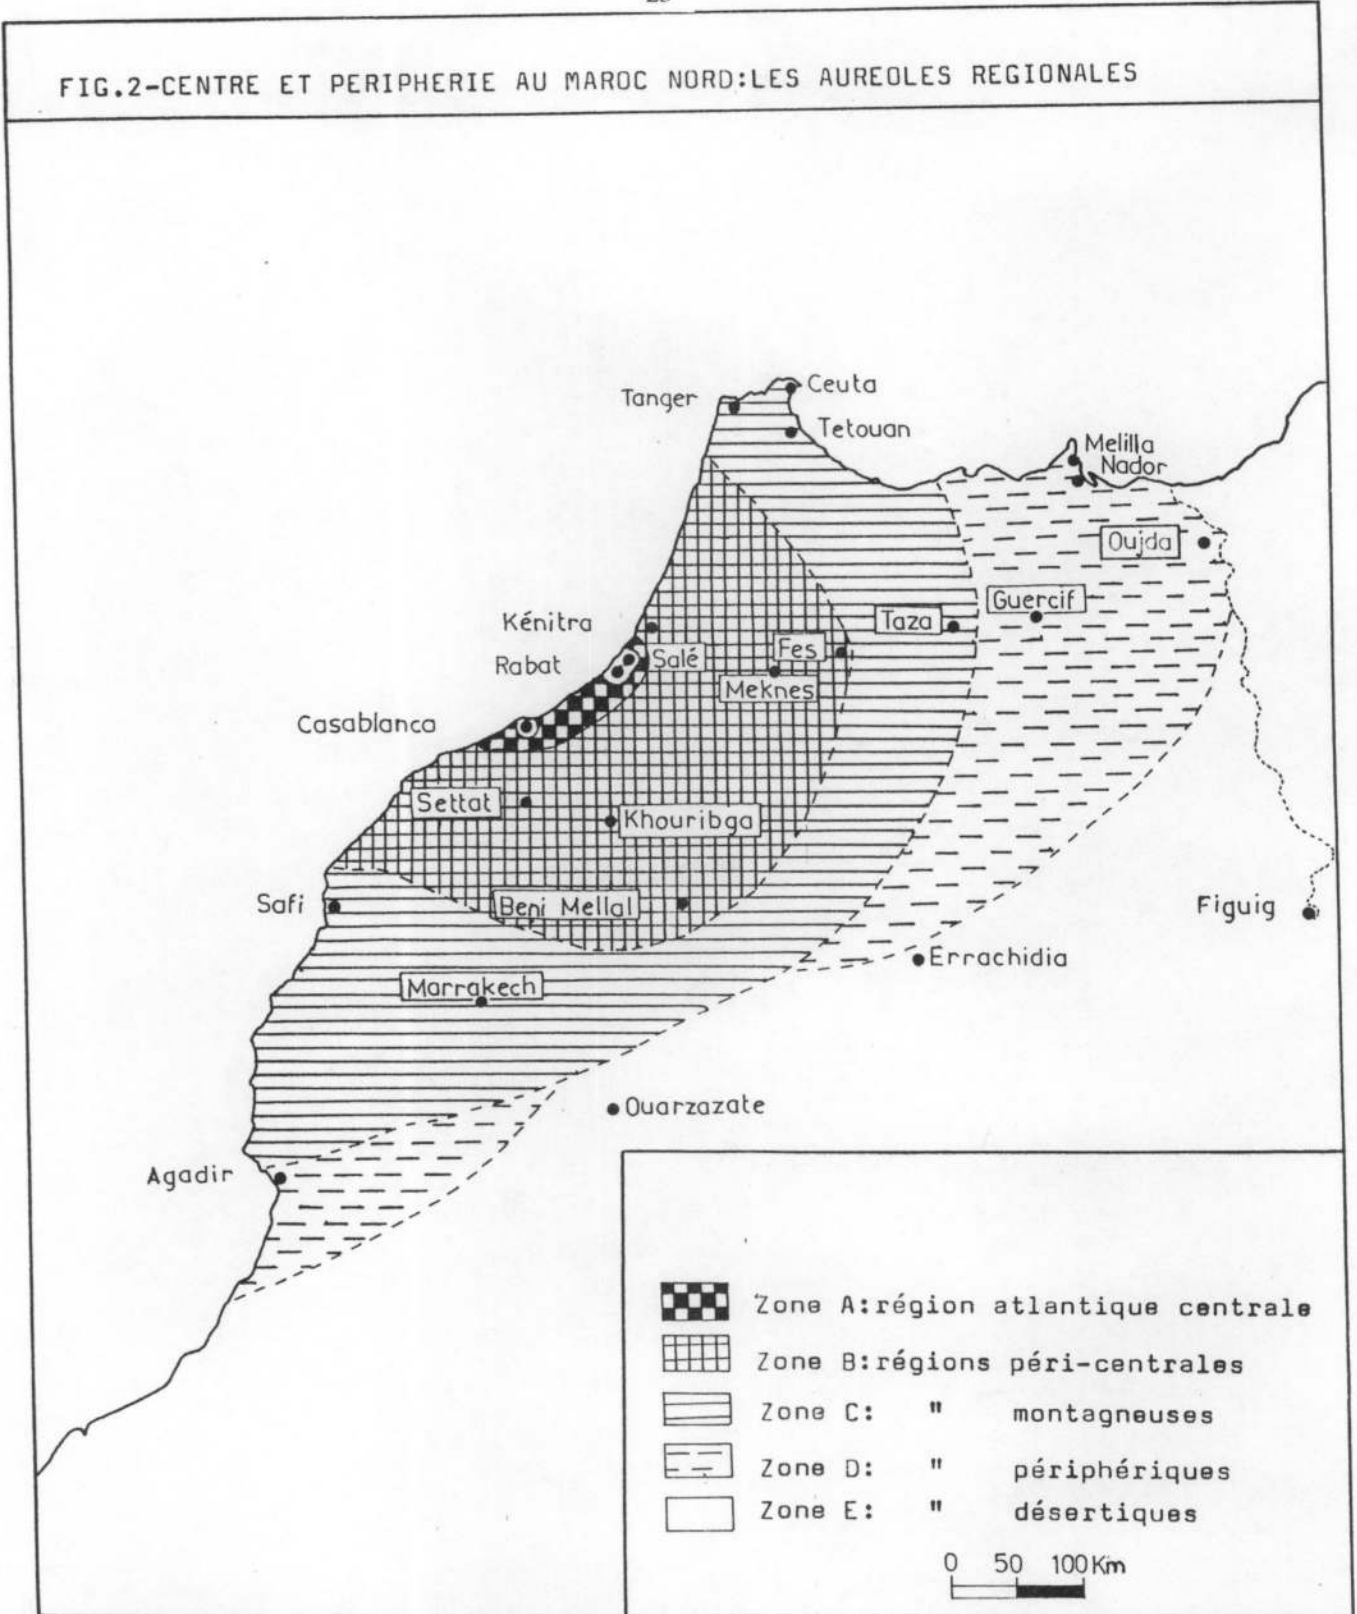 FIG.2-CENTRE ET PERIPHERIE AU MAROC NORD:LES AUREOLES REGIONALES
Tanger
Ceuta
Tetouan
Melilla
Nador
Oujda
Guercif
Taza
Kénitra
Rabat
Salé
Fes
Meknes
Casablanca
Settat
Khouribga
Safi
Beni Mellal
Figuig
Errachidia
Marrakech
Ouarzazate
Agadir
Zone A:région atlantique centrale
Zone B:régions péri-centrales
Zone C: " montagneuses
Zone D: " périphériques
Zone E: " désertiques
0 50 100Km